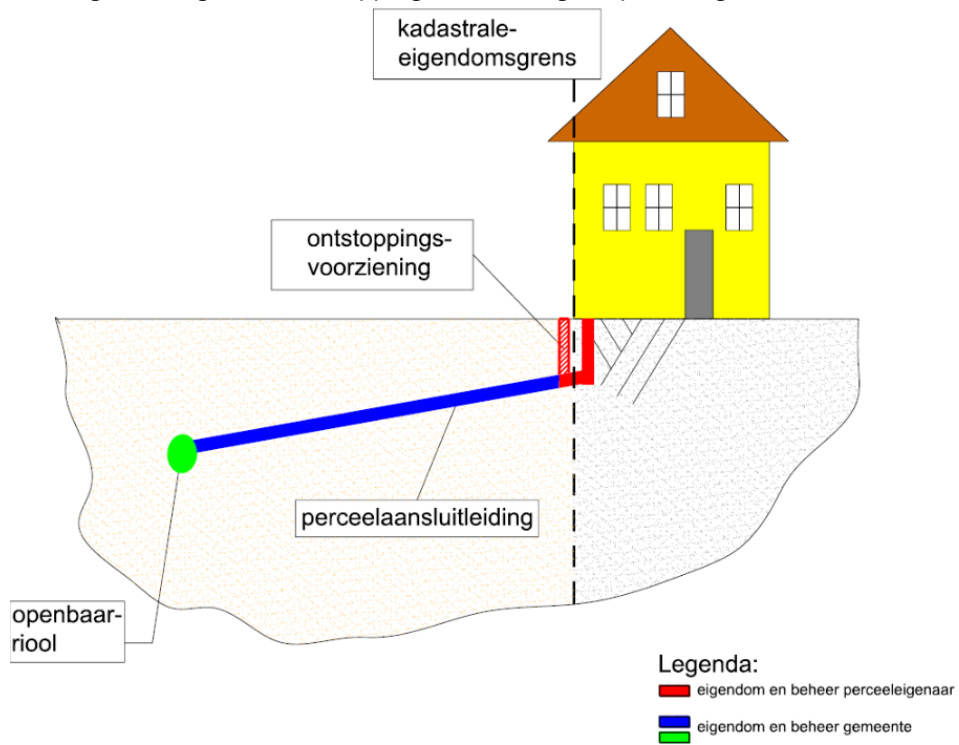 kadastrale-
eigendomsgrens
ontstoppings-
voorziening
perceelaansluitleiding
openbaar-
riool
Legenda:
eigendom en beheer perceeleigenaar
eigendom en beheer gemeente